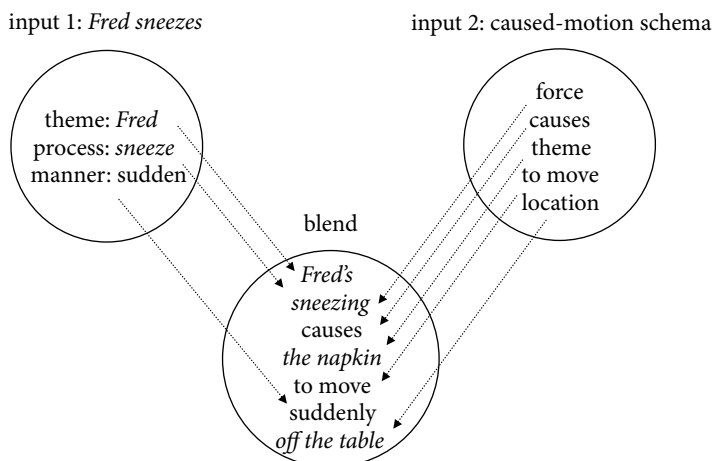 input 1: Fred sneezes
input 2: caused-motion schema
theme: Fred
process: sneeze
manner: sudden
force
causes
theme
to move
location
blend
Fred's
sneezing
causes
the napkin
to move
suddenly
off the table